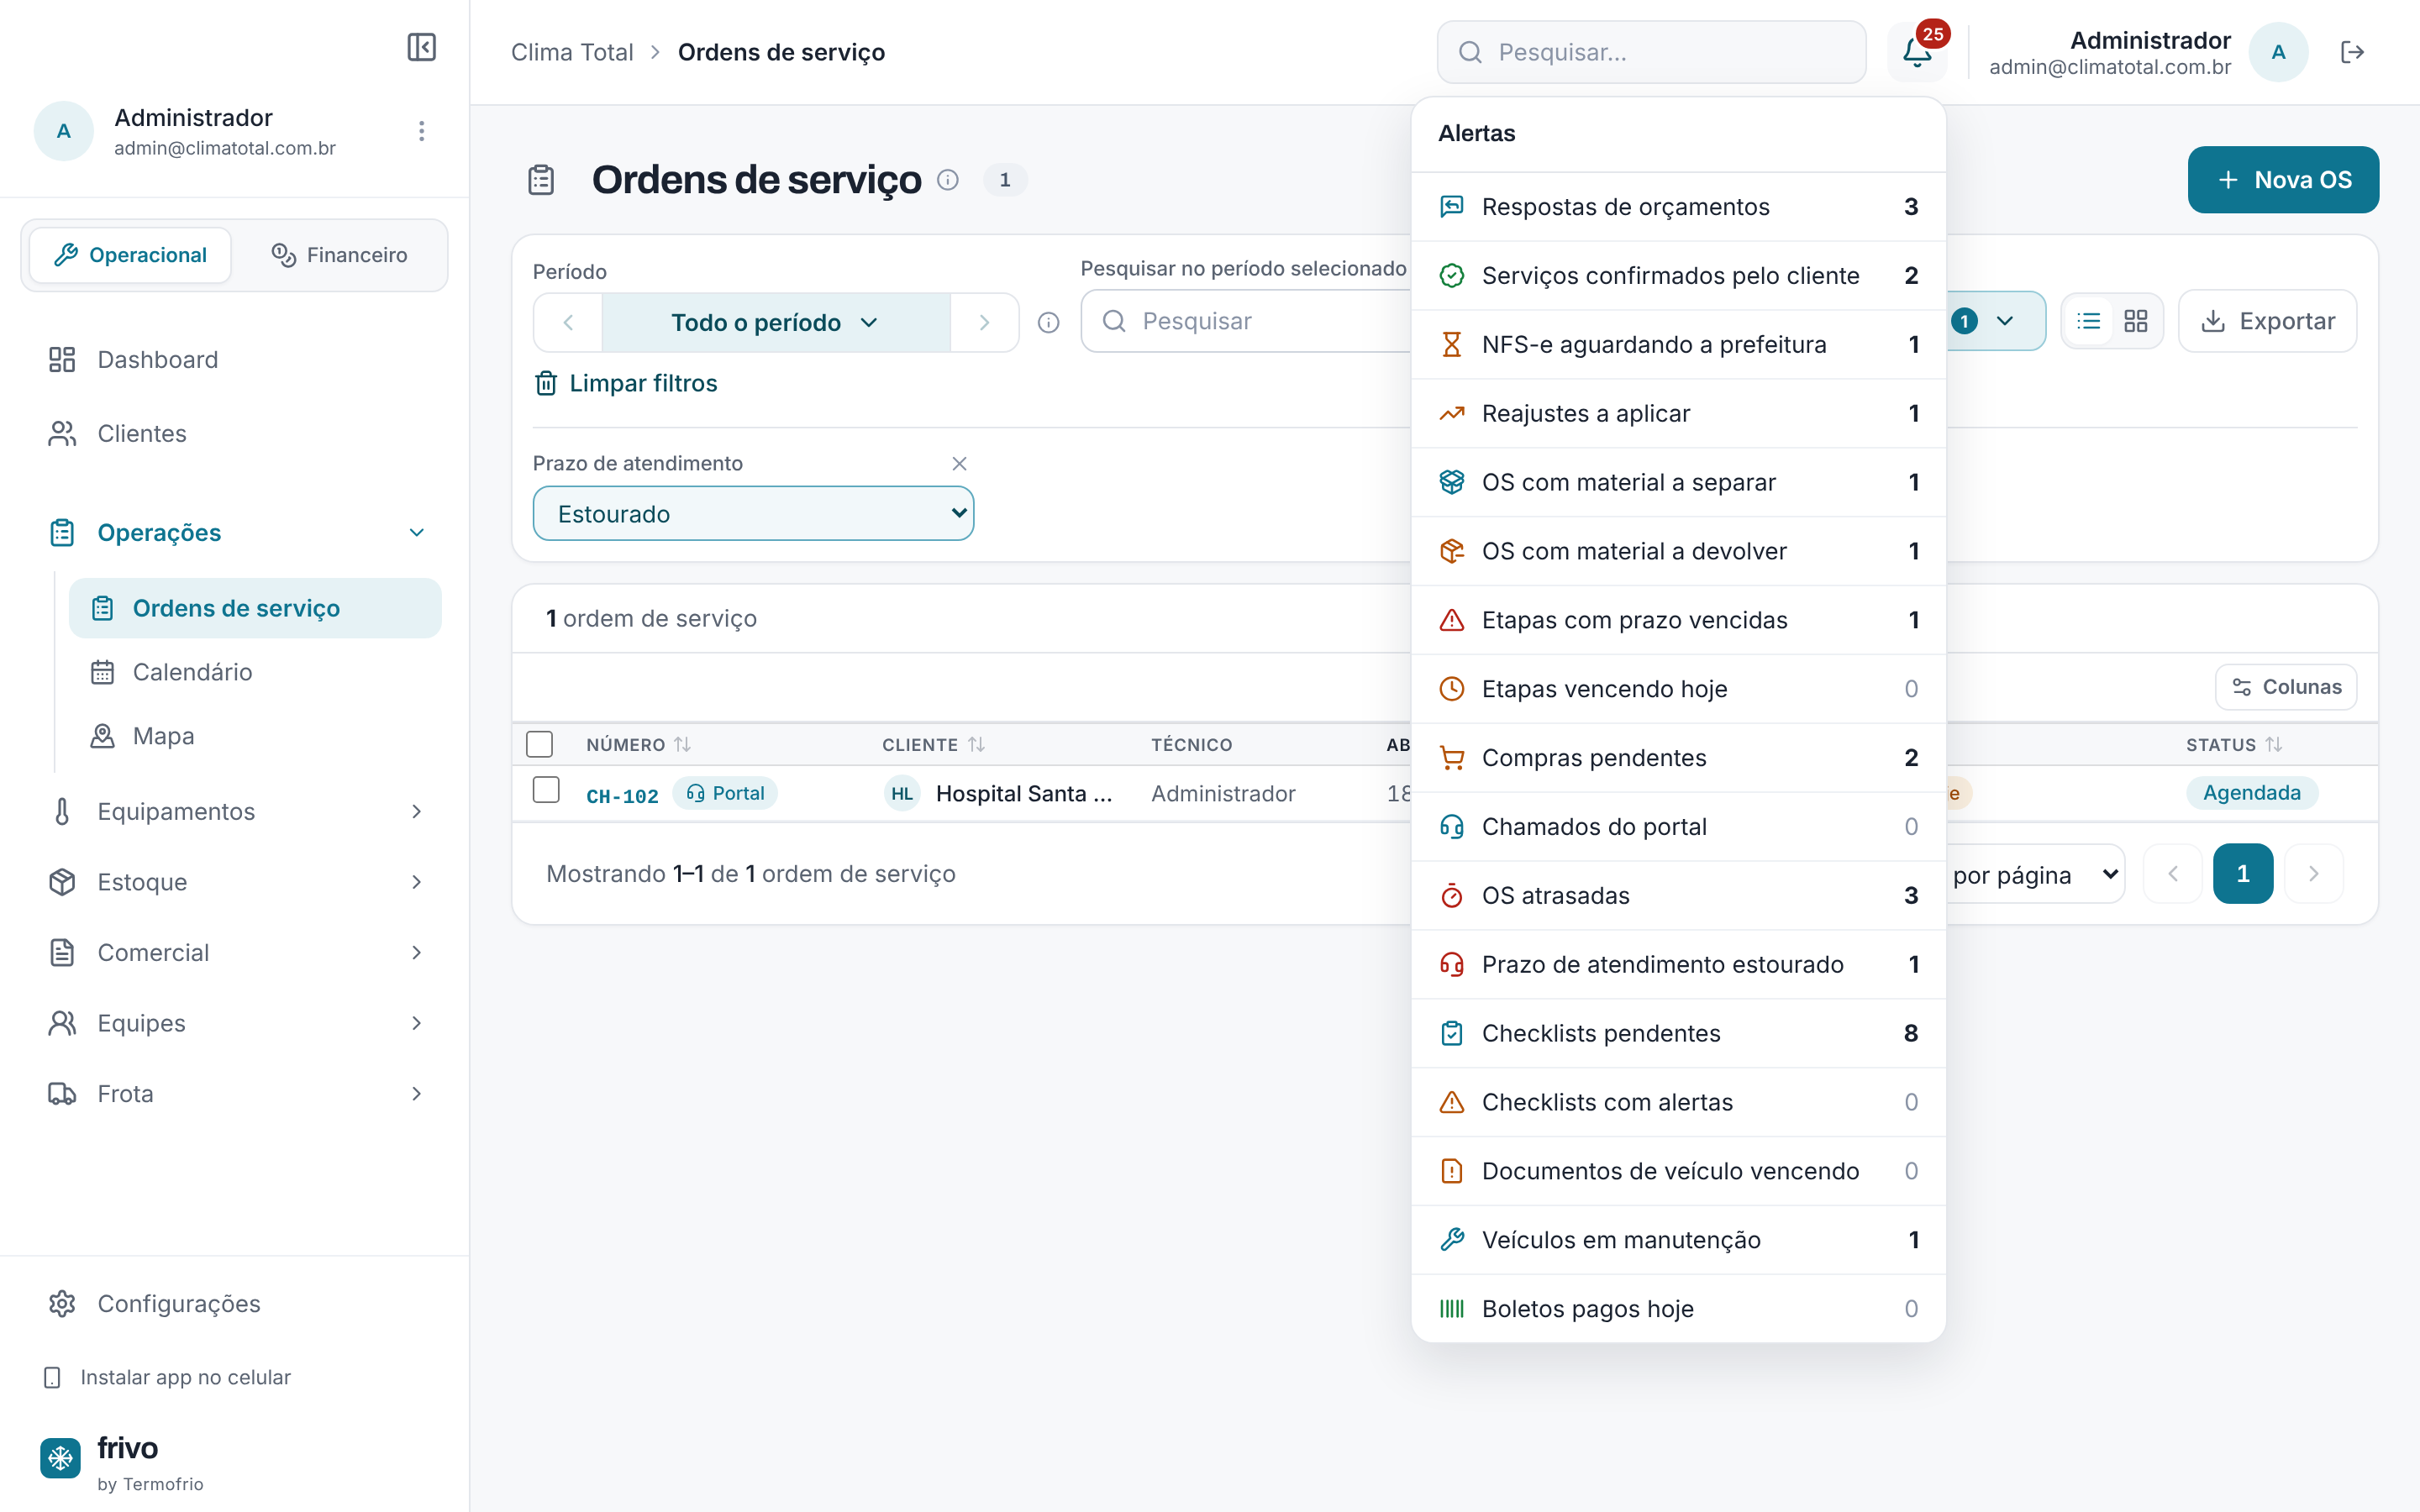 Administrador
admin@climatotal.com.br
A
Operacional
Financeiro
Dashboard
Clientes
Operações
Ordens de serviço
Calendário
Mapa
Equipamentos
Estoque
Comercial
Equipes
Frota
Configurações
Instalar app no celular
frivo
by Termofrio
Clima Total > Ordens de serviço
Pesquisar...
25
Administrador
admin@climatotal.com.br
A
Ordens de serviço 1
Nova OS
Período
Todo o período
Pesquisar no período selecionado
Pesquisar
1
Exportar
Limpar filtros
Prazo de atendimento
Estourado
1 ordem de serviço
Colunas
NÚMERO CLIENTE TÉCNICO AB STATUS
CH-102 Portal HL Hospital Santa ... Administrador 18 e Agendada
Mostrando 1–1 de 1 ordem de serviço
por página
1
Alertas
Respostas de orçamentos 3
Serviços confirmados pelo cliente 2
NFS-e aguardando a prefeitura 1
Reajustes a aplicar 1
OS com material a separar 1
OS com material a devolver 1
Etapas com prazo vencidas 1
Etapas vencendo hoje 0
Compras pendentes 2
Chamados do portal 0
OS atrasadas 3
Prazo de atendimento estourado 1
Checklists pendentes 8
Checklists com alertas 0
Documentos de veículo vencendo 0
Veículos em manutenção 1
Boletos pagos hoje 0